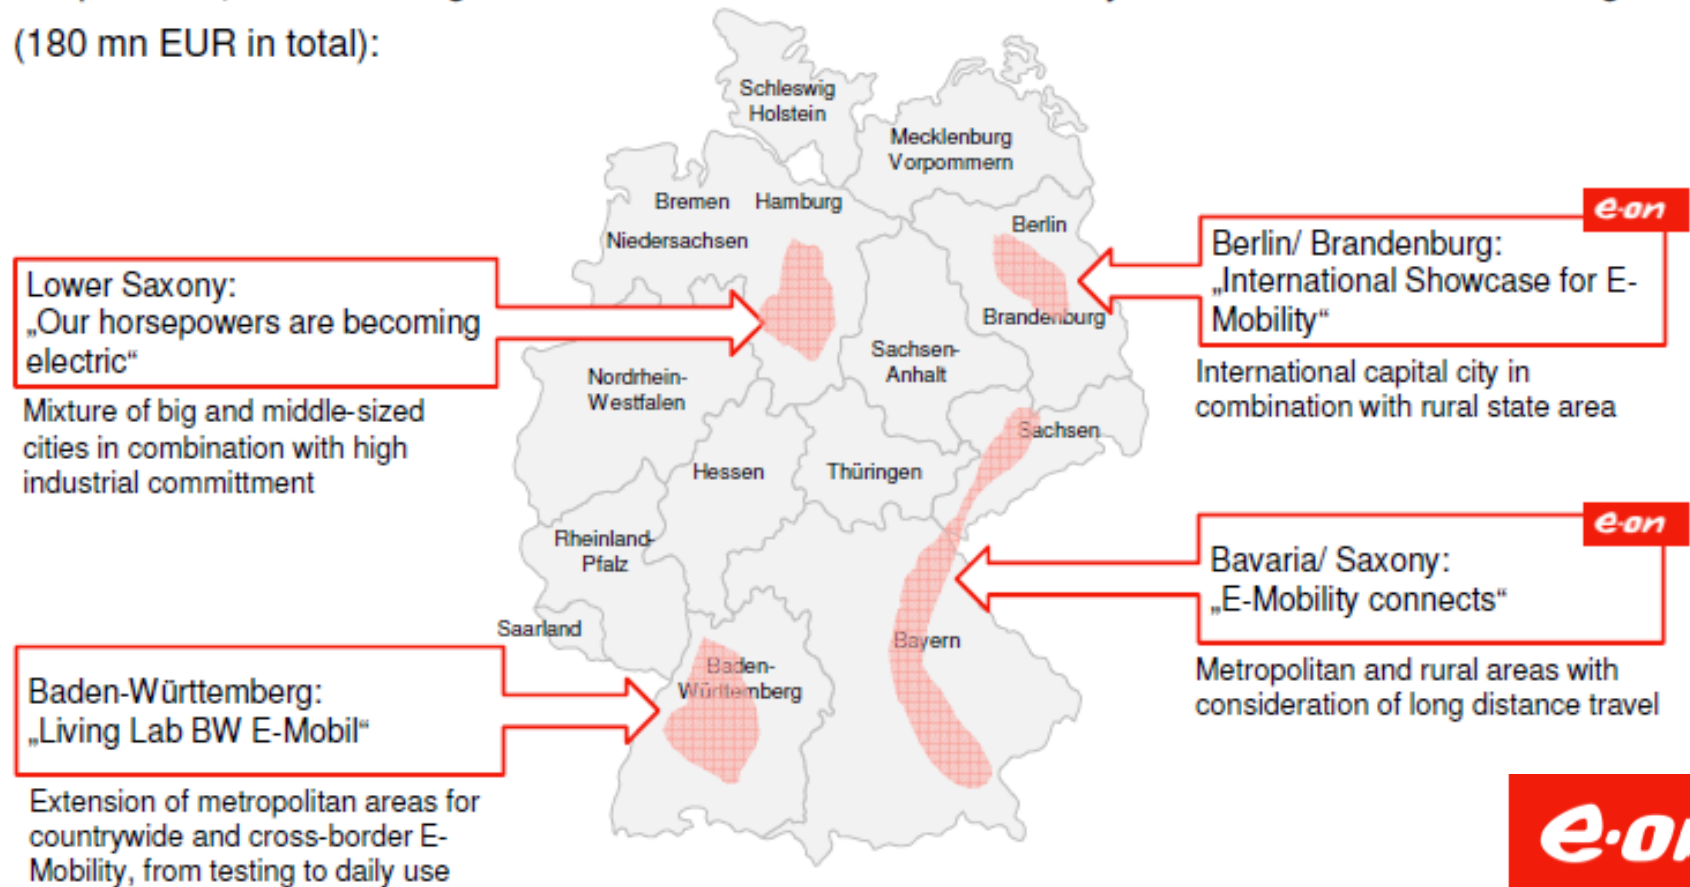 (180 mn EUR in total):
Schleswig
Holstein
Mecklenburg
Vorpommern
Bremen
Hamburg
Niedersachsen
Berlin
Brandenburg
Sachsen-
Anhalt
Nordrhein-
Westfalen
Sachsen
Hessen
Thüringen
Rheinland-
Pfalz
Saarland
Bayern
Baden-
Württemberg
Lower Saxony:
„Our horsepowers are becoming
electric“
Mixture of big and middle-sized
cities in combination with high
industrial committment
e·on
Berlin/ Brandenburg:
„International Showcase for E-
Mobility“
International capital city in
combination with rural state area
e·on
Bavaria/ Saxony:
„E-Mobility connects“
Metropolitan and rural areas with
consideration of long distance travel
Baden-Württemberg:
„Living Lab BW E-Mobil“
Extension of metropolitan areas for
countrywide and cross-border E-
Mobility, from testing to daily use
e·on